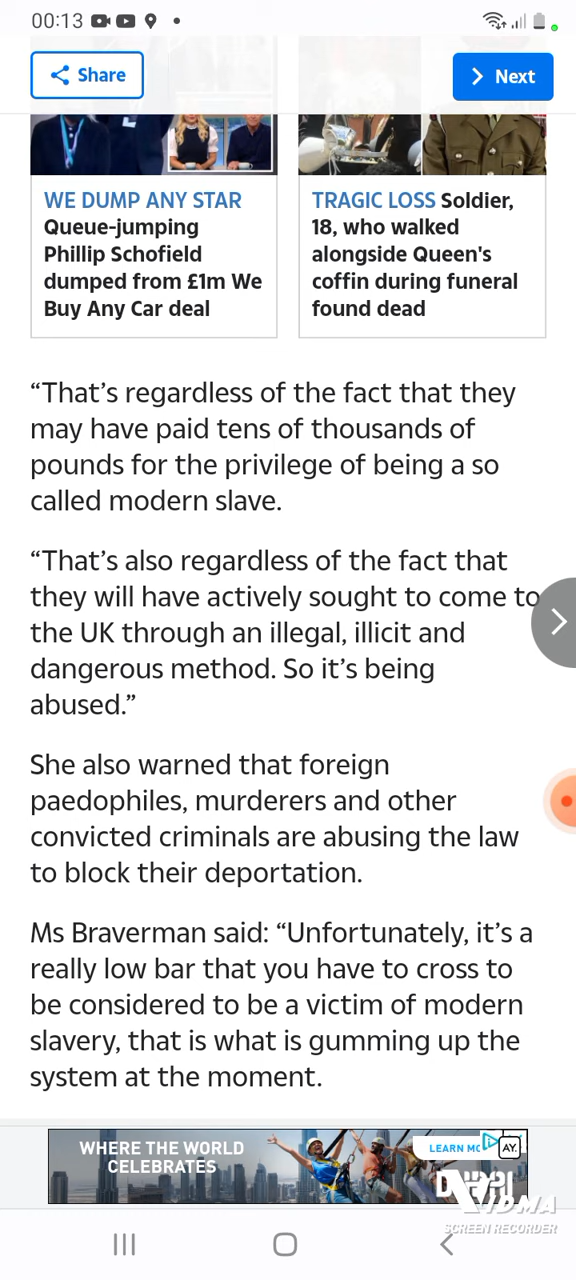 00:13
Share
Next
WE DUMP ANY STAR
Queue-jumping
Phillip Schofield
dumped from £1m We
Buy Any Car deal
TRAGIC LOSS Soldier,
18, who walked
alongside Queen's
coffin during funeral
found dead
“That’s regardless of the fact that they
may have paid tens of thousands of
pounds for the privilege of being a so
called modern slave.
“That’s also regardless of the fact that
they will have actively sought to come to
the UK through an illegal, illicit and
dangerous method. So it’s being
abused.”
She also warned that foreign
paedophiles, murderers and other
convicted criminals are abusing the law
to block their deportation.
Ms Braverman said: “Unfortunately, it’s a
really low bar that you have to cross to
be considered to be a victim of modern
slavery, that is what is gumming up the
system at the moment.
WHERE THE WORLD
CELEBRATES
LEARN
AY.
VIDMA
SCREEN RECORDER